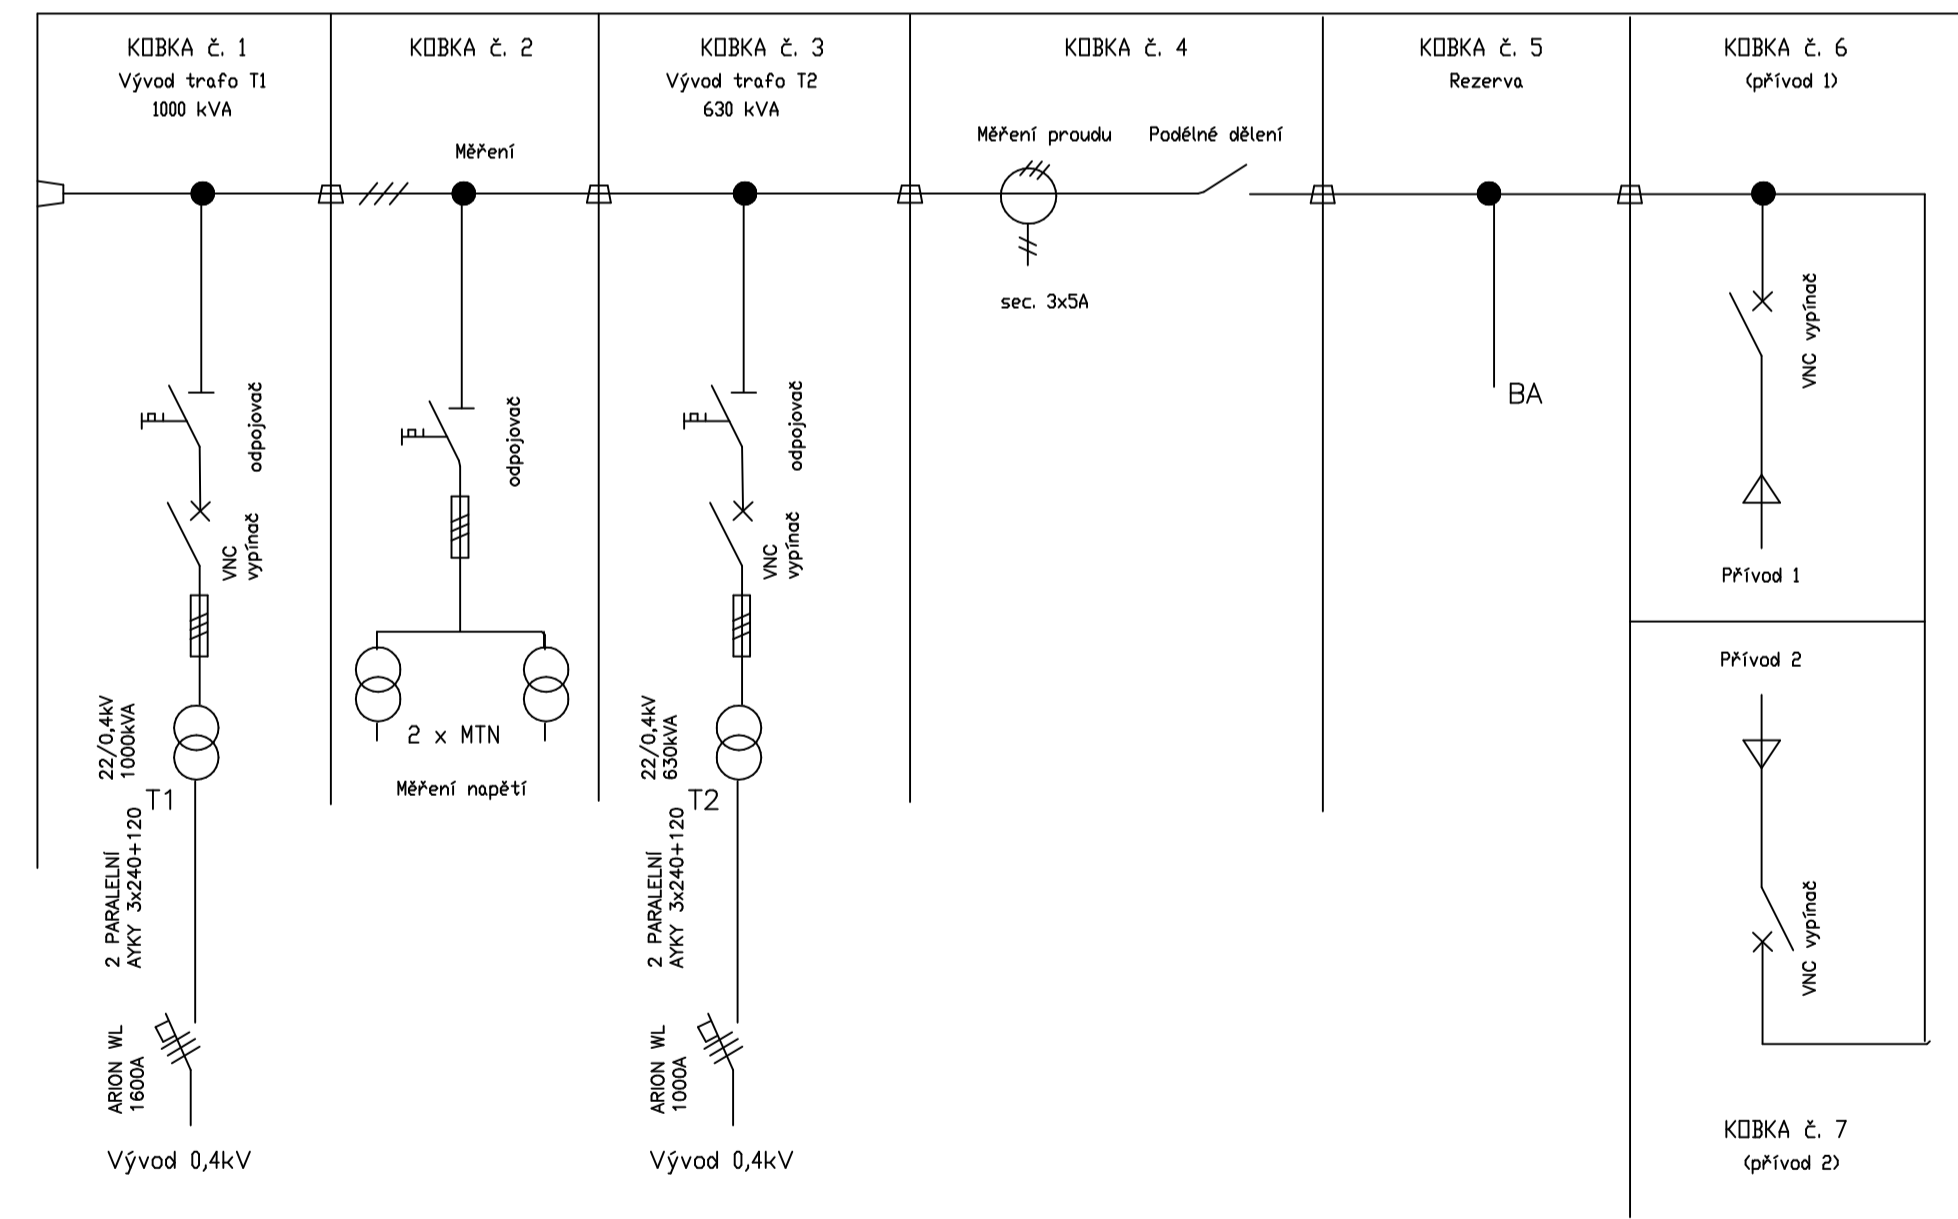 KOBKA č. 1
Vývod trafo T1
1000 kVA
KOBKA č. 2
Měření
KOBKA č. 3
Vývod trafo T2
630 kVA
KOBKA č. 4
Měření proudu
Podélné dělení
sec. 3x5A
KOBKA č. 5
Rezerva
BA
KOBKA č. 6
(přívod 1)
VNC vypínač
Přívod 1
odpojovač
VNC
vypínač
22/0,4kV
1000kVA
T1
2 PARALELNÍ
AYKY 3x240+120
ARION WL
1600A
Vývod 0,4kV
odpojovač
2 x MTN
Měření napětí
odpojovač
VNC
vypínač
22/0,4kV
630kVA
T2
2 PARALELNÍ
AYKY 3x240+120
ARION WL
1000A
Vývod 0,4kV
Přívod 2
VNC vypínač
KOBKA č. 7
(přívod 2)